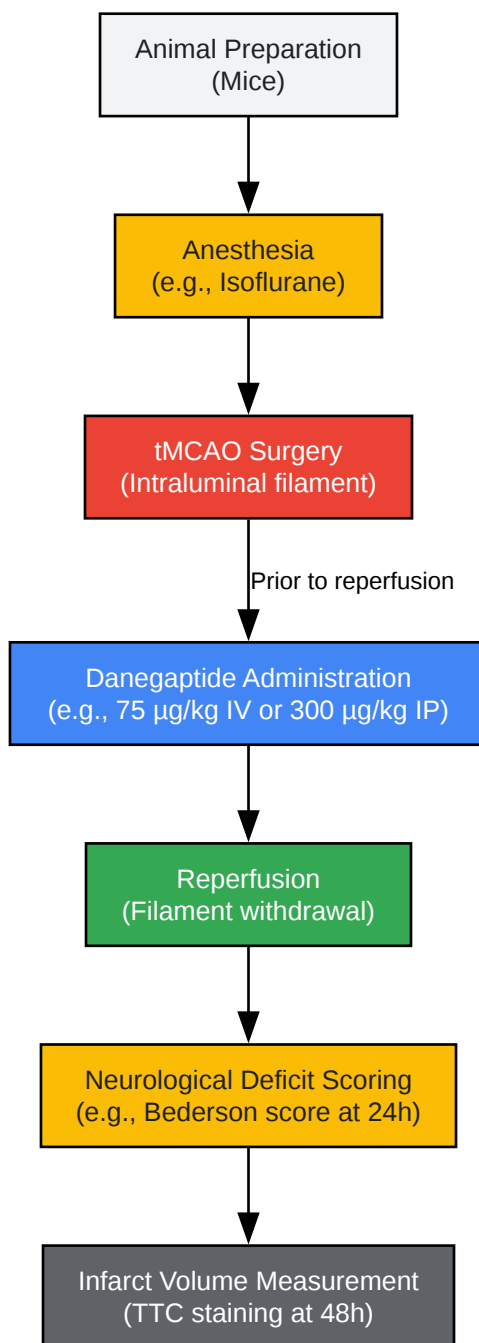 Animal Preparation
(Mice)
Anesthesia
(e.g., Isoflurane)
tMCAO Surgery
(Intraluminal filament)
Prior to reperfusion
Danegaptide Administration
(e.g., 75 µg/kg IV or 300 µg/kg IP)
Reperfusion
(Filament withdrawal)
Neurological Deficit Scoring
(e.g., Bederson score at 24h)
Infarct Volume Measurement
(TTC staining at 48h)